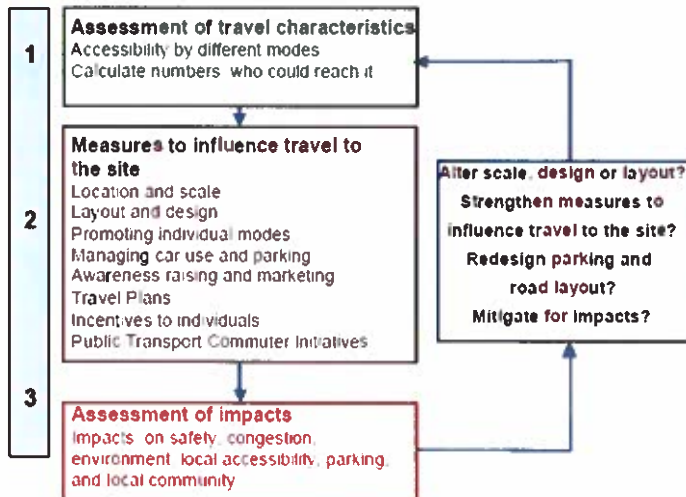 1
Assessment of travel characteristics
Accessibility by different modes
Calculate numbers who could reach it
2
Measures to influence travel to
the site
Location and scale
Layout and design
Promoting individual modes
Managing car use and parking
Awareness raising and marketing
Travel Plans
Incentives to individuals
Public Transport Commuter Initiatives
3
Assessment of impacts
Impacts on safety, congestion,
environment local accessibility, parking,
and local community
Alter scale, design or layout?
Strengthen measures to
influence travel to the site?
Redesign parking and
road layout?
Mitigate for impacts?